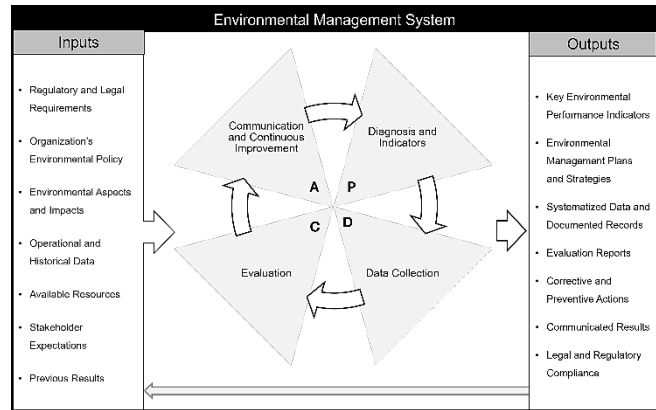 Environmental Management System
Inputs
• Regulatory and Legal
Requirements
• Organization's
Environmental Policy
• Environmental Aspects
and Impacts
• Operational and
Historical Data
• Available Resources
• Stakeholder
Expectations
• Previous Results
Communication
and Continuous
Improvement
Diagnosis and
Indicators
A P
C D
Evaluation
Data Collection
Outputs
• Key Environmental
Performance Indicators
• Environmental
Management Plans
and Strategies
• Systematized Data and
Documented Records
• Evaluation Reports
• Corrective and
Preventive Actions
• Communicated Results
• Legal and Regulatory
Compliance